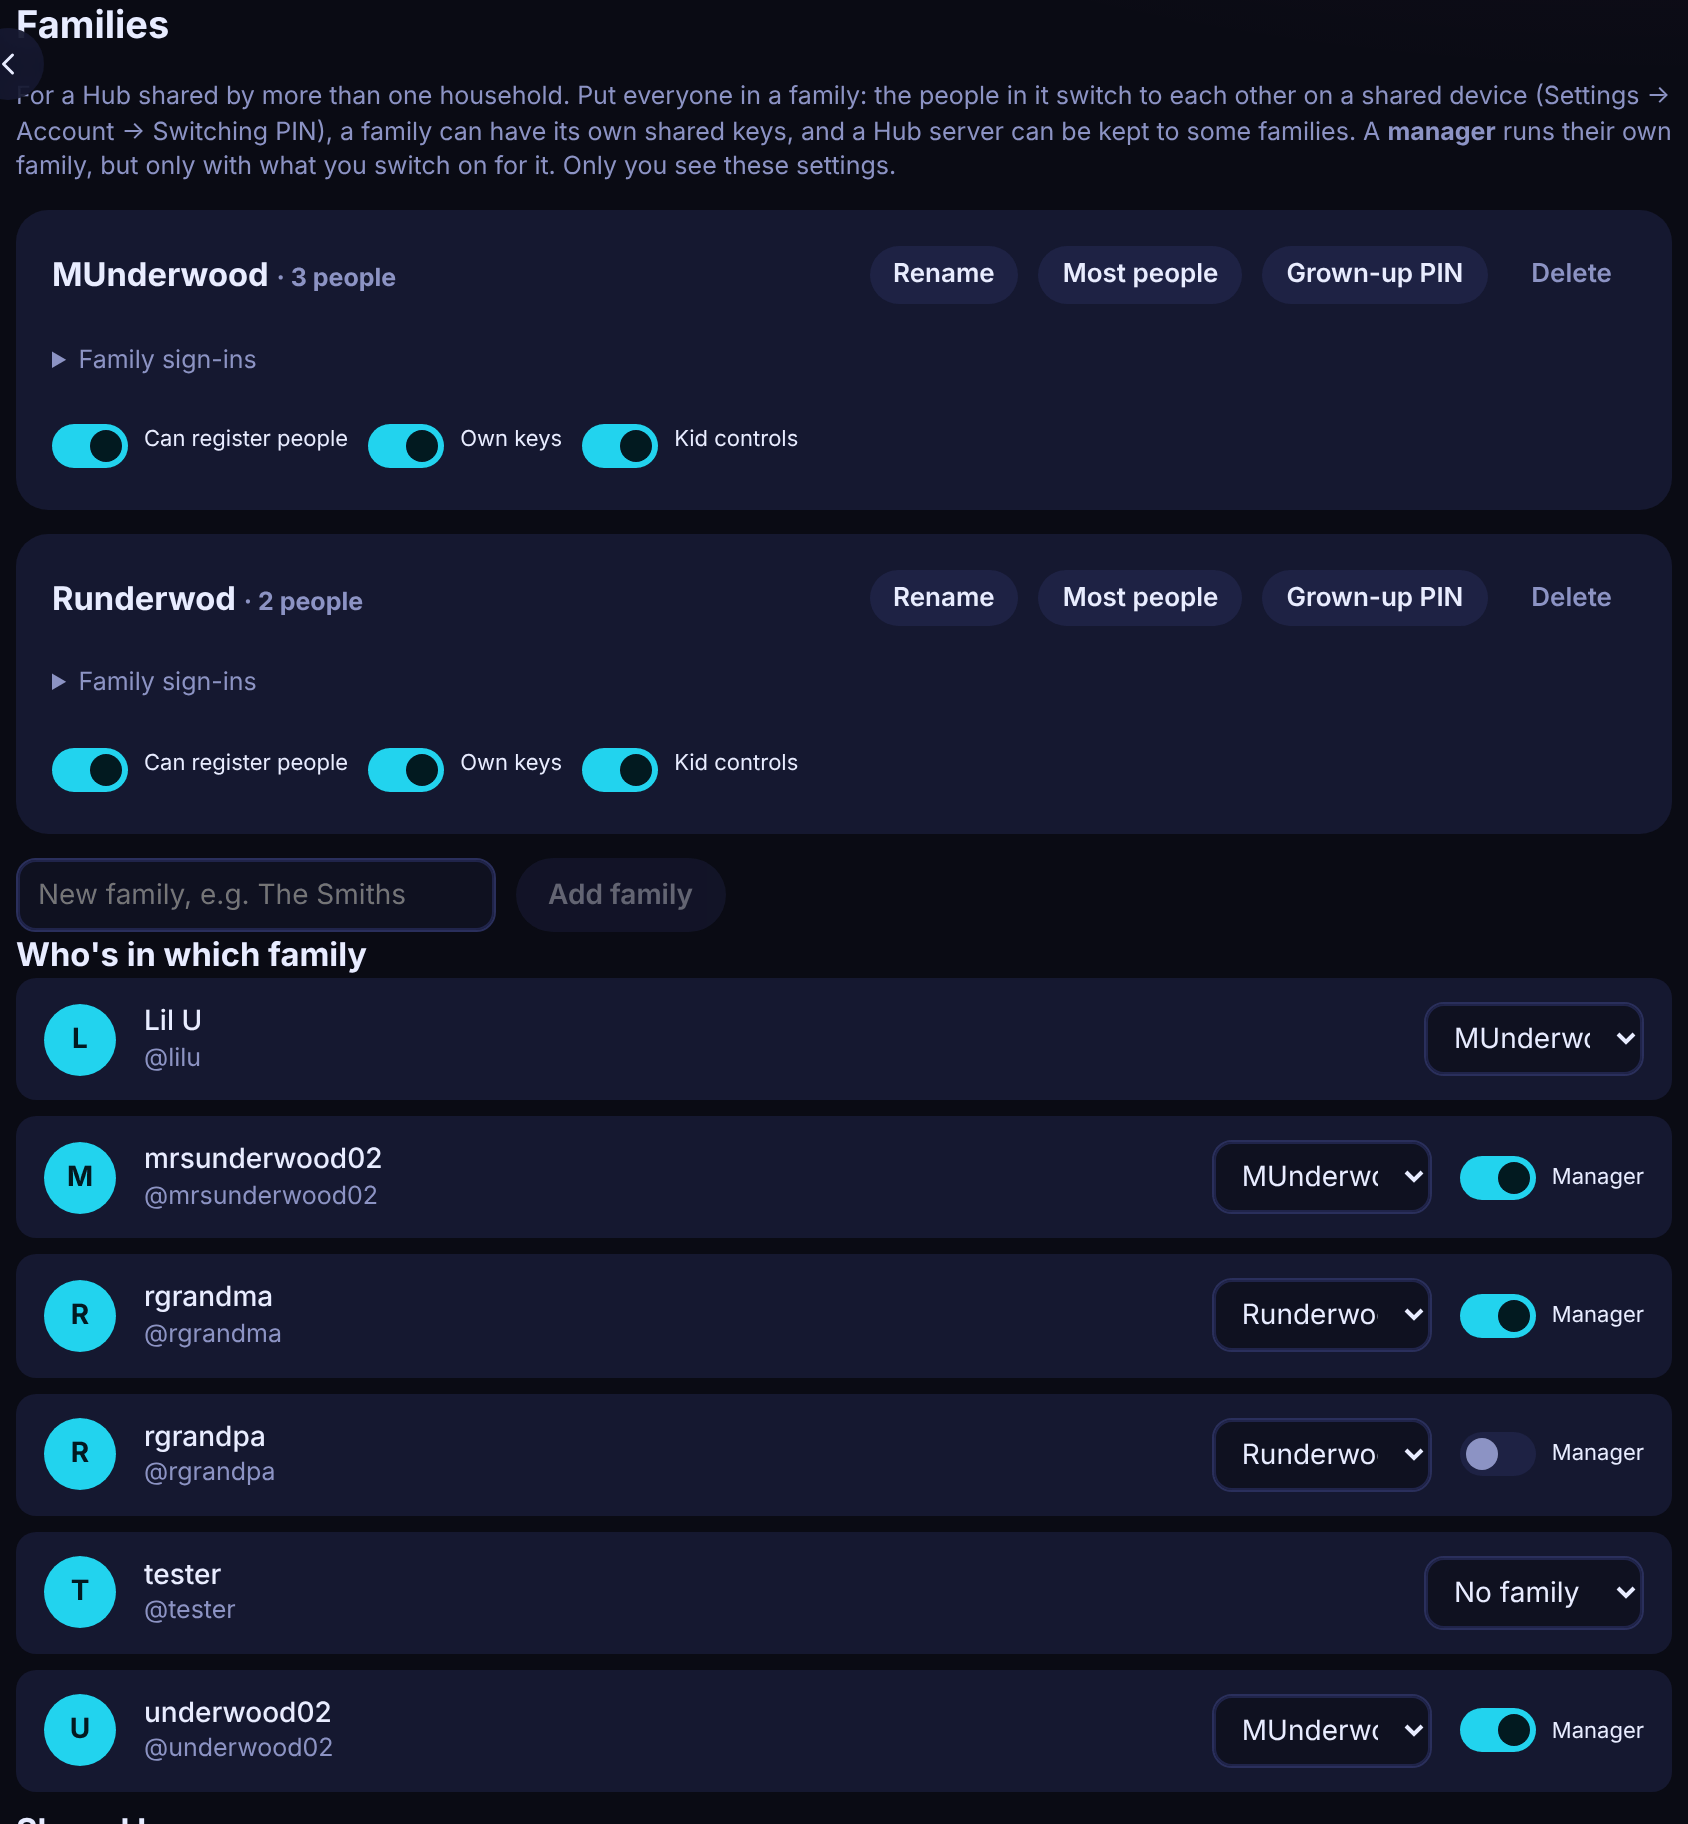 Families
For a Hub shared by more than one household. Put everyone in a family: the people in it switch to each other on a shared device (Settings →
Account → Switching PIN), a family can have its own shared keys, and a Hub server can be kept to some families. A manager runs their own
family, but only with what you switch on for it. Only you see these settings.
MUnderwood · 3 people
Rename
Most people
Grown-up PIN
Delete
▶ Family sign-ins
Can register people
Own keys
Kid controls
Runderwod · 2 people
Rename
Most people
Grown-up PIN
Delete
▶ Family sign-ins
Can register people
Own keys
Kid controls
New family, e.g. The Smiths
Add family
Who's in which family
L
Lil U
@lilu
MUnderwo
M
mrsunderwood02
@mrsunderwood02
MUnderwo
Manager
R
rgrandma
@rgrandma
Runderwo
Manager
R
rgrandpa
@rgrandpa
Runderwo
Manager
T
tester
@tester
No family
U
underwood02
@underwood02
MUnderwo
Manager